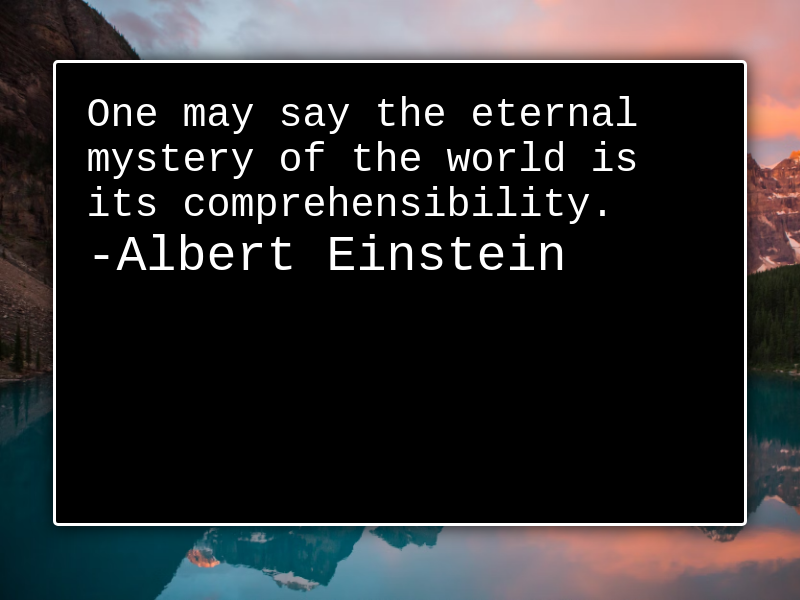 One may say the eternal
mystery of the world is
its comprehensibility.
-Albert Einstein